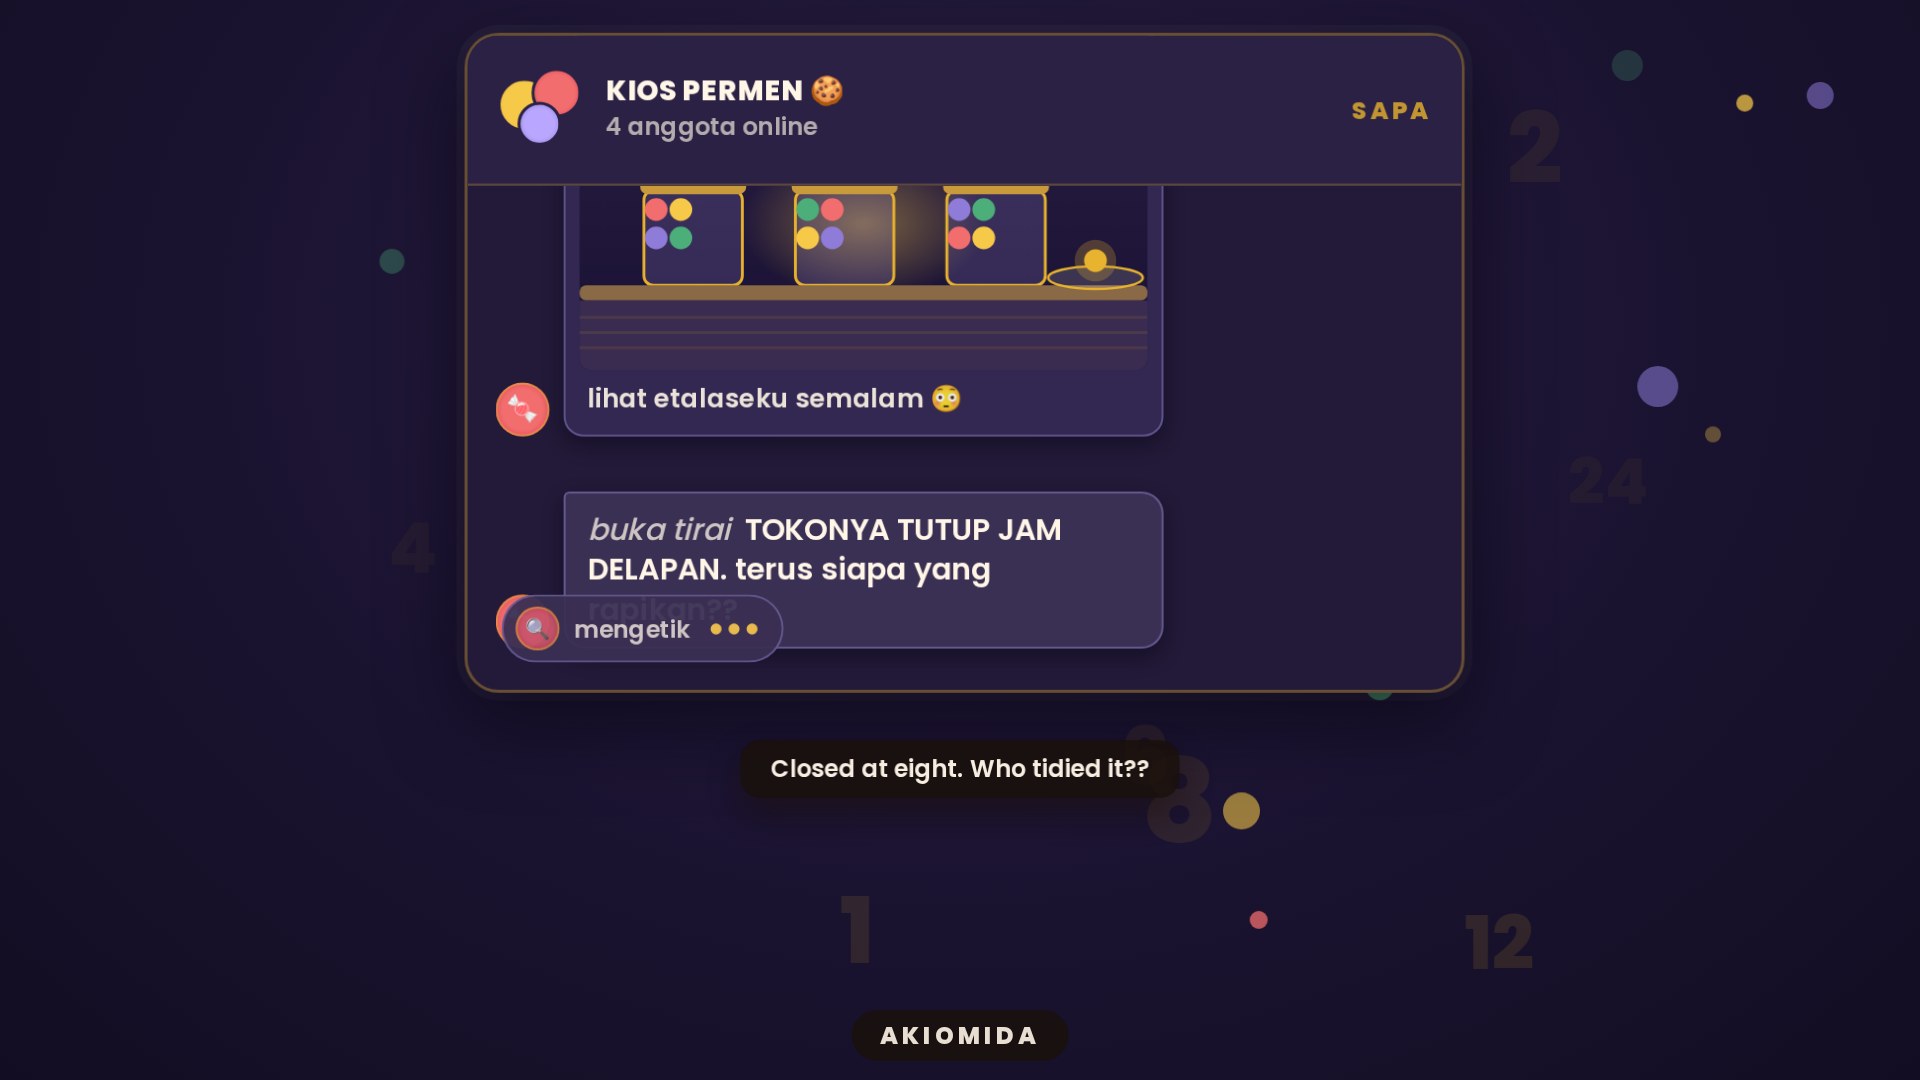 KIOS PERMEN 🍪
4 anggota online
SAPA
lihat etalaseku semalam 😳
buka tirai TOKONYA TUTUP JAM
DELAPAN. terus siapa yang
rapikan??
mengetik
Closed at eight. Who tidied it??
2
24
4
8
1
12
AKIOMIDA